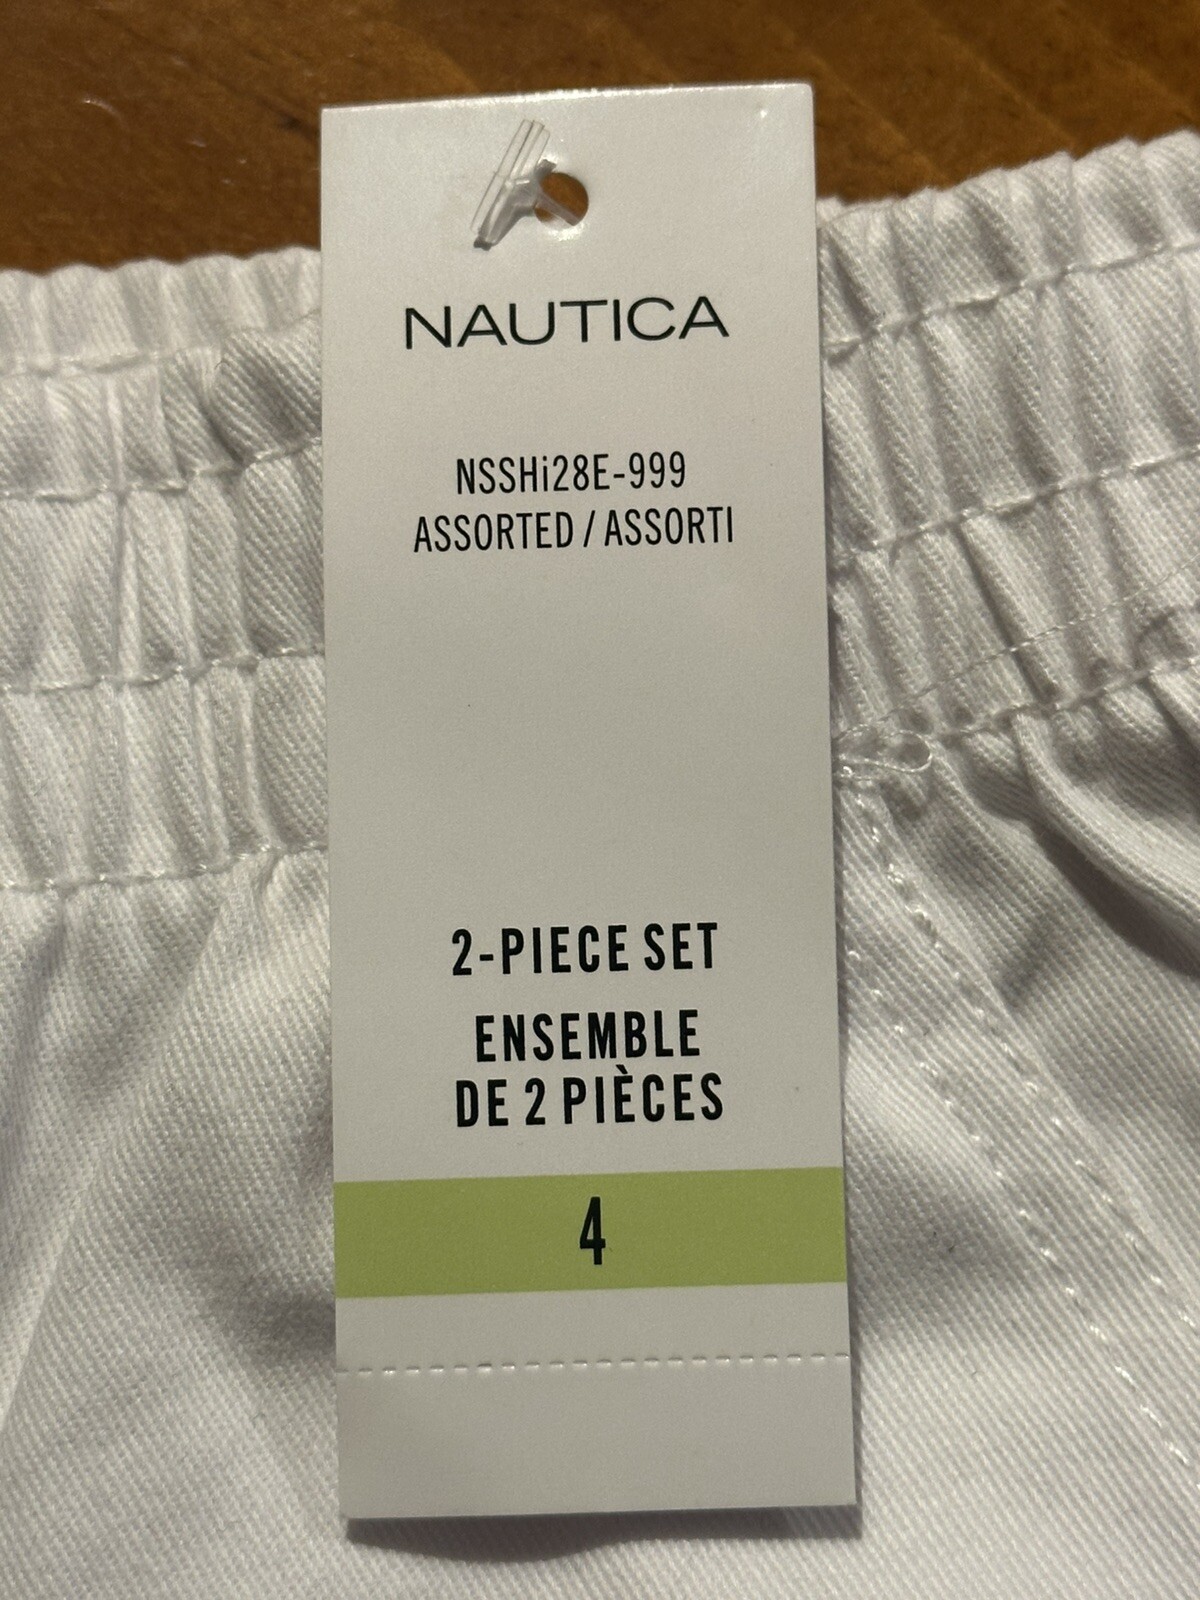 NAUTICA
NSSHi28E-999
ASSORTED / ASSORTI
2-PIECE SET
ENSEMBLE
DE 2 PIÈCES
4